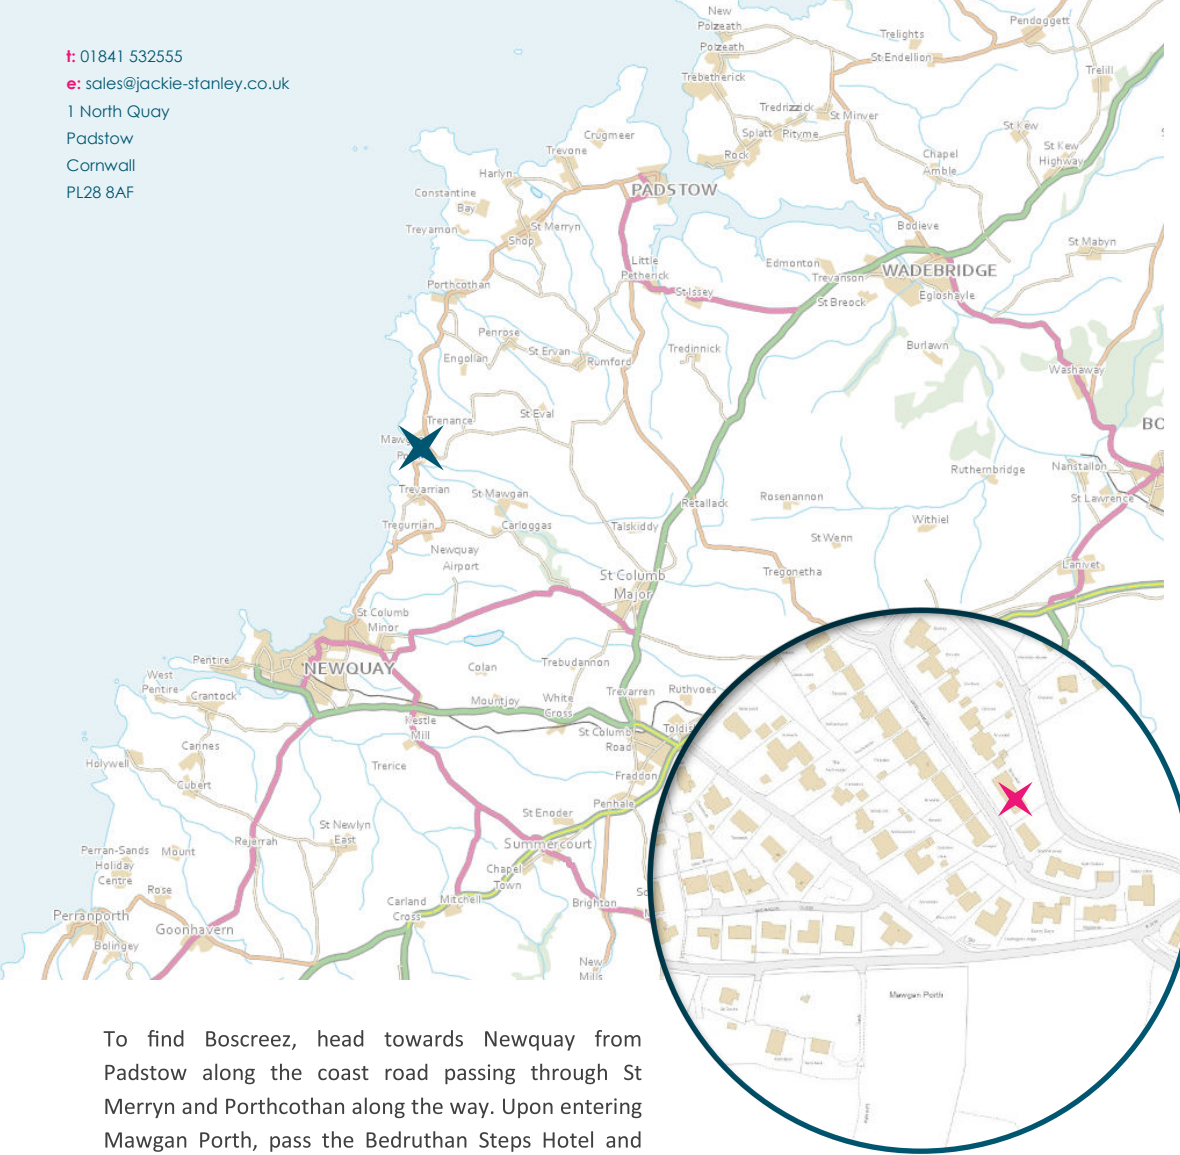 t: 01841 532555
e: sales@jackie-stanley.co.uk
1 North Quay
Padstow
Cornwall
PL28 8AF
New
Polzeath
Polzeath
Trebetherick
Trelights
St Endellion
Pendoggett
Trelill
Tredrizzick
St Minver
Splatt
Pityme
Rock
St Kew
St Kew
Highway
Chapel
Amble
Crugmeer
Trevone
Harlyn
PADSTOW
Constantine
Bay
Treyarnon
St Merryn
Shop
Bodieve
St Mabyn
Little
Petherick
Edmonton
Trevanson
WADEBRIDGE
Egloshayle
Porthcothan
St Issey
St Breock
Penrose
Engollan
St Ervan
Rumford
Tredinnick
Burlawn
Washaway
Trenance
St Eval
BO
Ruthernbridge
Nanstallon
St Lawrence
Trevarrian
St Mawgan
Retallack
Rosenannon
Tregurrian
Carloggas
Talskiddy
Withiel
St Wenn
Newquay
Airport
St Columb
Major
Tregonetha
Lanivet
St Columb
Minor
Pentire
NEWQUAY
Colan
Trebudannon
West
Pentire
Crantock
Mountjoy
White
Cross
Trevarren
Ruthvoes
Kestle
Mill
St Columb
Road
Cannes
Holywell
Cubert
Trerice
Fraddon
Penhale
St Enoder
St Newlyn
East
Rejerrah
Summercourt
Perran-Sands
Holiday
Centre
Mount
Rose
Chapel
Town
Carland
Cross
Mitchell
Brighton
Perranporth
Goonhavern
Bolingey
New
Mills
Mawgan Porth
To find Boscreez, head towards Newquay from
Padstow along the coast road passing through St
Merryn and Porthcothan along the way. Upon entering
Mawgan Porth, pass the Bedruthan Steps Hotel and